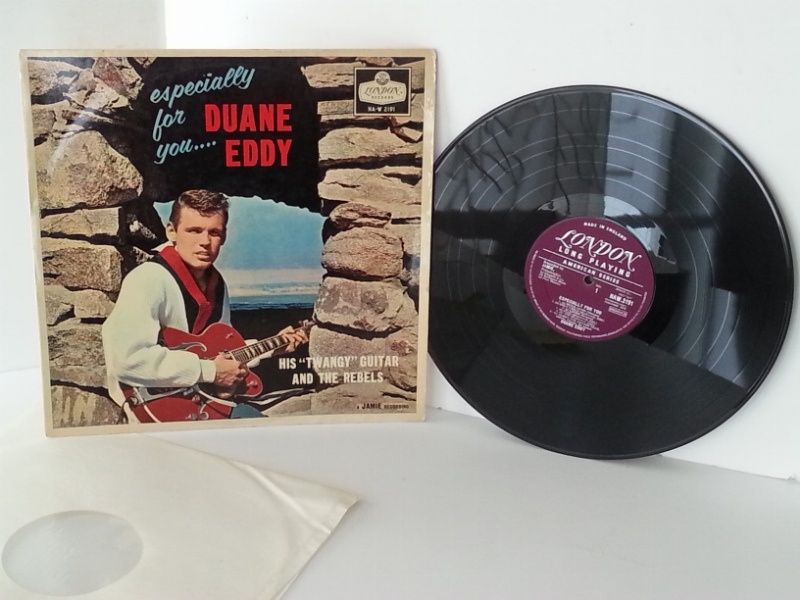 especially
for
you....
DUANE
EDDY
LONDON
RECORDS
HA-W 2191
HIS "TWANGY" GUITAR
AND THE REBELS
A JAMIE RECORDING
MADE IN ENGLAND
LONDON
LONG PLAYING
AMERICAN SERIES
HAW.2191
ESPECIALLY FOR YOU
DUANE EDDY